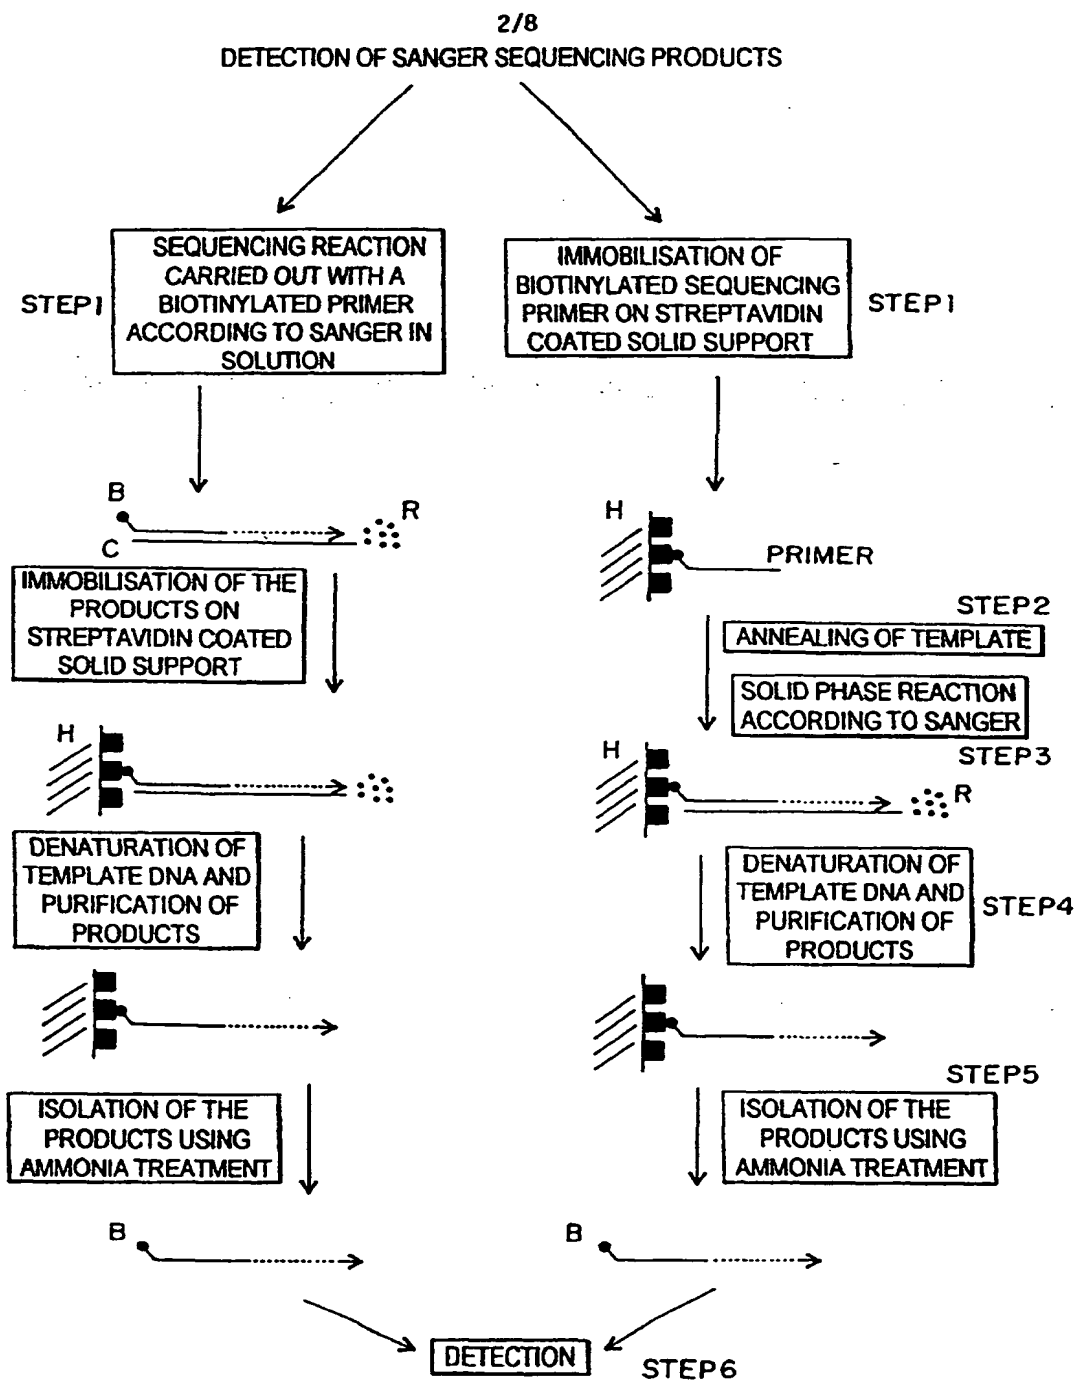 2/8
DETECTION OF SANGER SEQUENCING PRODUCTS
STEP1
SEQUENCING REACTION
CARRIED OUT WITH A
BIOTINYLATED PRIMER
ACCORDING TO SANGER IN
SOLUTION
IMMOBILISATION OF
BIOTINYLATED SEQUENCING
PRIMER ON STREPTAVIDIN
COATED SOLID SUPPORT
STEP1
B
R
C
H
PRIMER
IMMOBILISATION OF THE
PRODUCTS ON
STREPTAVIDIN COATED
SOLID SUPPORT
STEP2
ANNEALING OF TEMPLATE
SOLID PHASE REACTION
ACCORDING TO SANGER
STEP3
H
H
R
DENATURATION OF
TEMPLATE DNA AND
PURIFICATION OF
PRODUCTS
DENATURATION OF
TEMPLATE DNA AND
PURIFICATION OF
PRODUCTS
STEP4
STEP5
ISOLATION OF THE
PRODUCTS USING
AMMONIA TREATMENT
ISOLATION OF THE
PRODUCTS USING
AMMONIA TREATMENT
B
B
DETECTION
STEP6